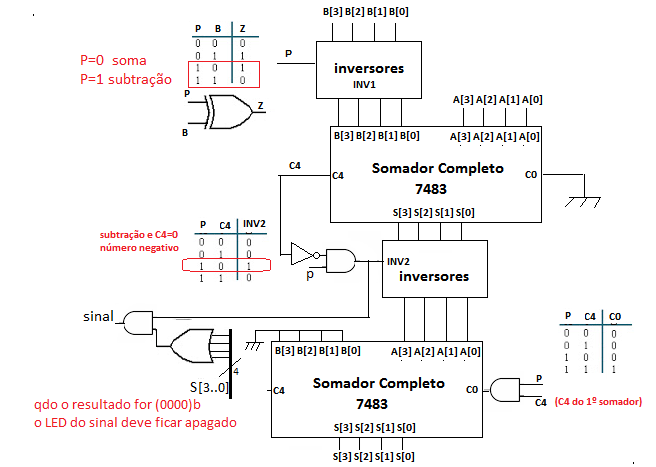 B[3] B[2] B[1] B[0]
P B Z
0 0 0
0 1 1
1 0 1
1 1 0
P=0 soma
P=1 subtração
P
inversores
INV1
P
B
Z
A[3] A[2] A[1] A[0]
B[3] B[2] B[1] B[0]
A[3] A[2] A[1] A[0]
Somador Completo
7483
C4
C4
C0
S[3] S[2] S[1] S[0]
P C4 INV2
0 0 0
0 1 0
1 0 1
1 1 0
subtração e C4=0
número negativo
p
INV2
inversores
sinal
S[3..0]
4
B[3] B[2] B[1] B[0]
A[3] A[2] A[1] A[0]
Somador Completo
7483
C4
C0
S[3] S[2] S[1] S[0]
P
C4
P C4 C0
0 0 0
0 1 0
1 0 0
1 1 1
(C4 do 1º somador)
qdo o resultado for (0000)b
o LED do sinal deve ficar apagado